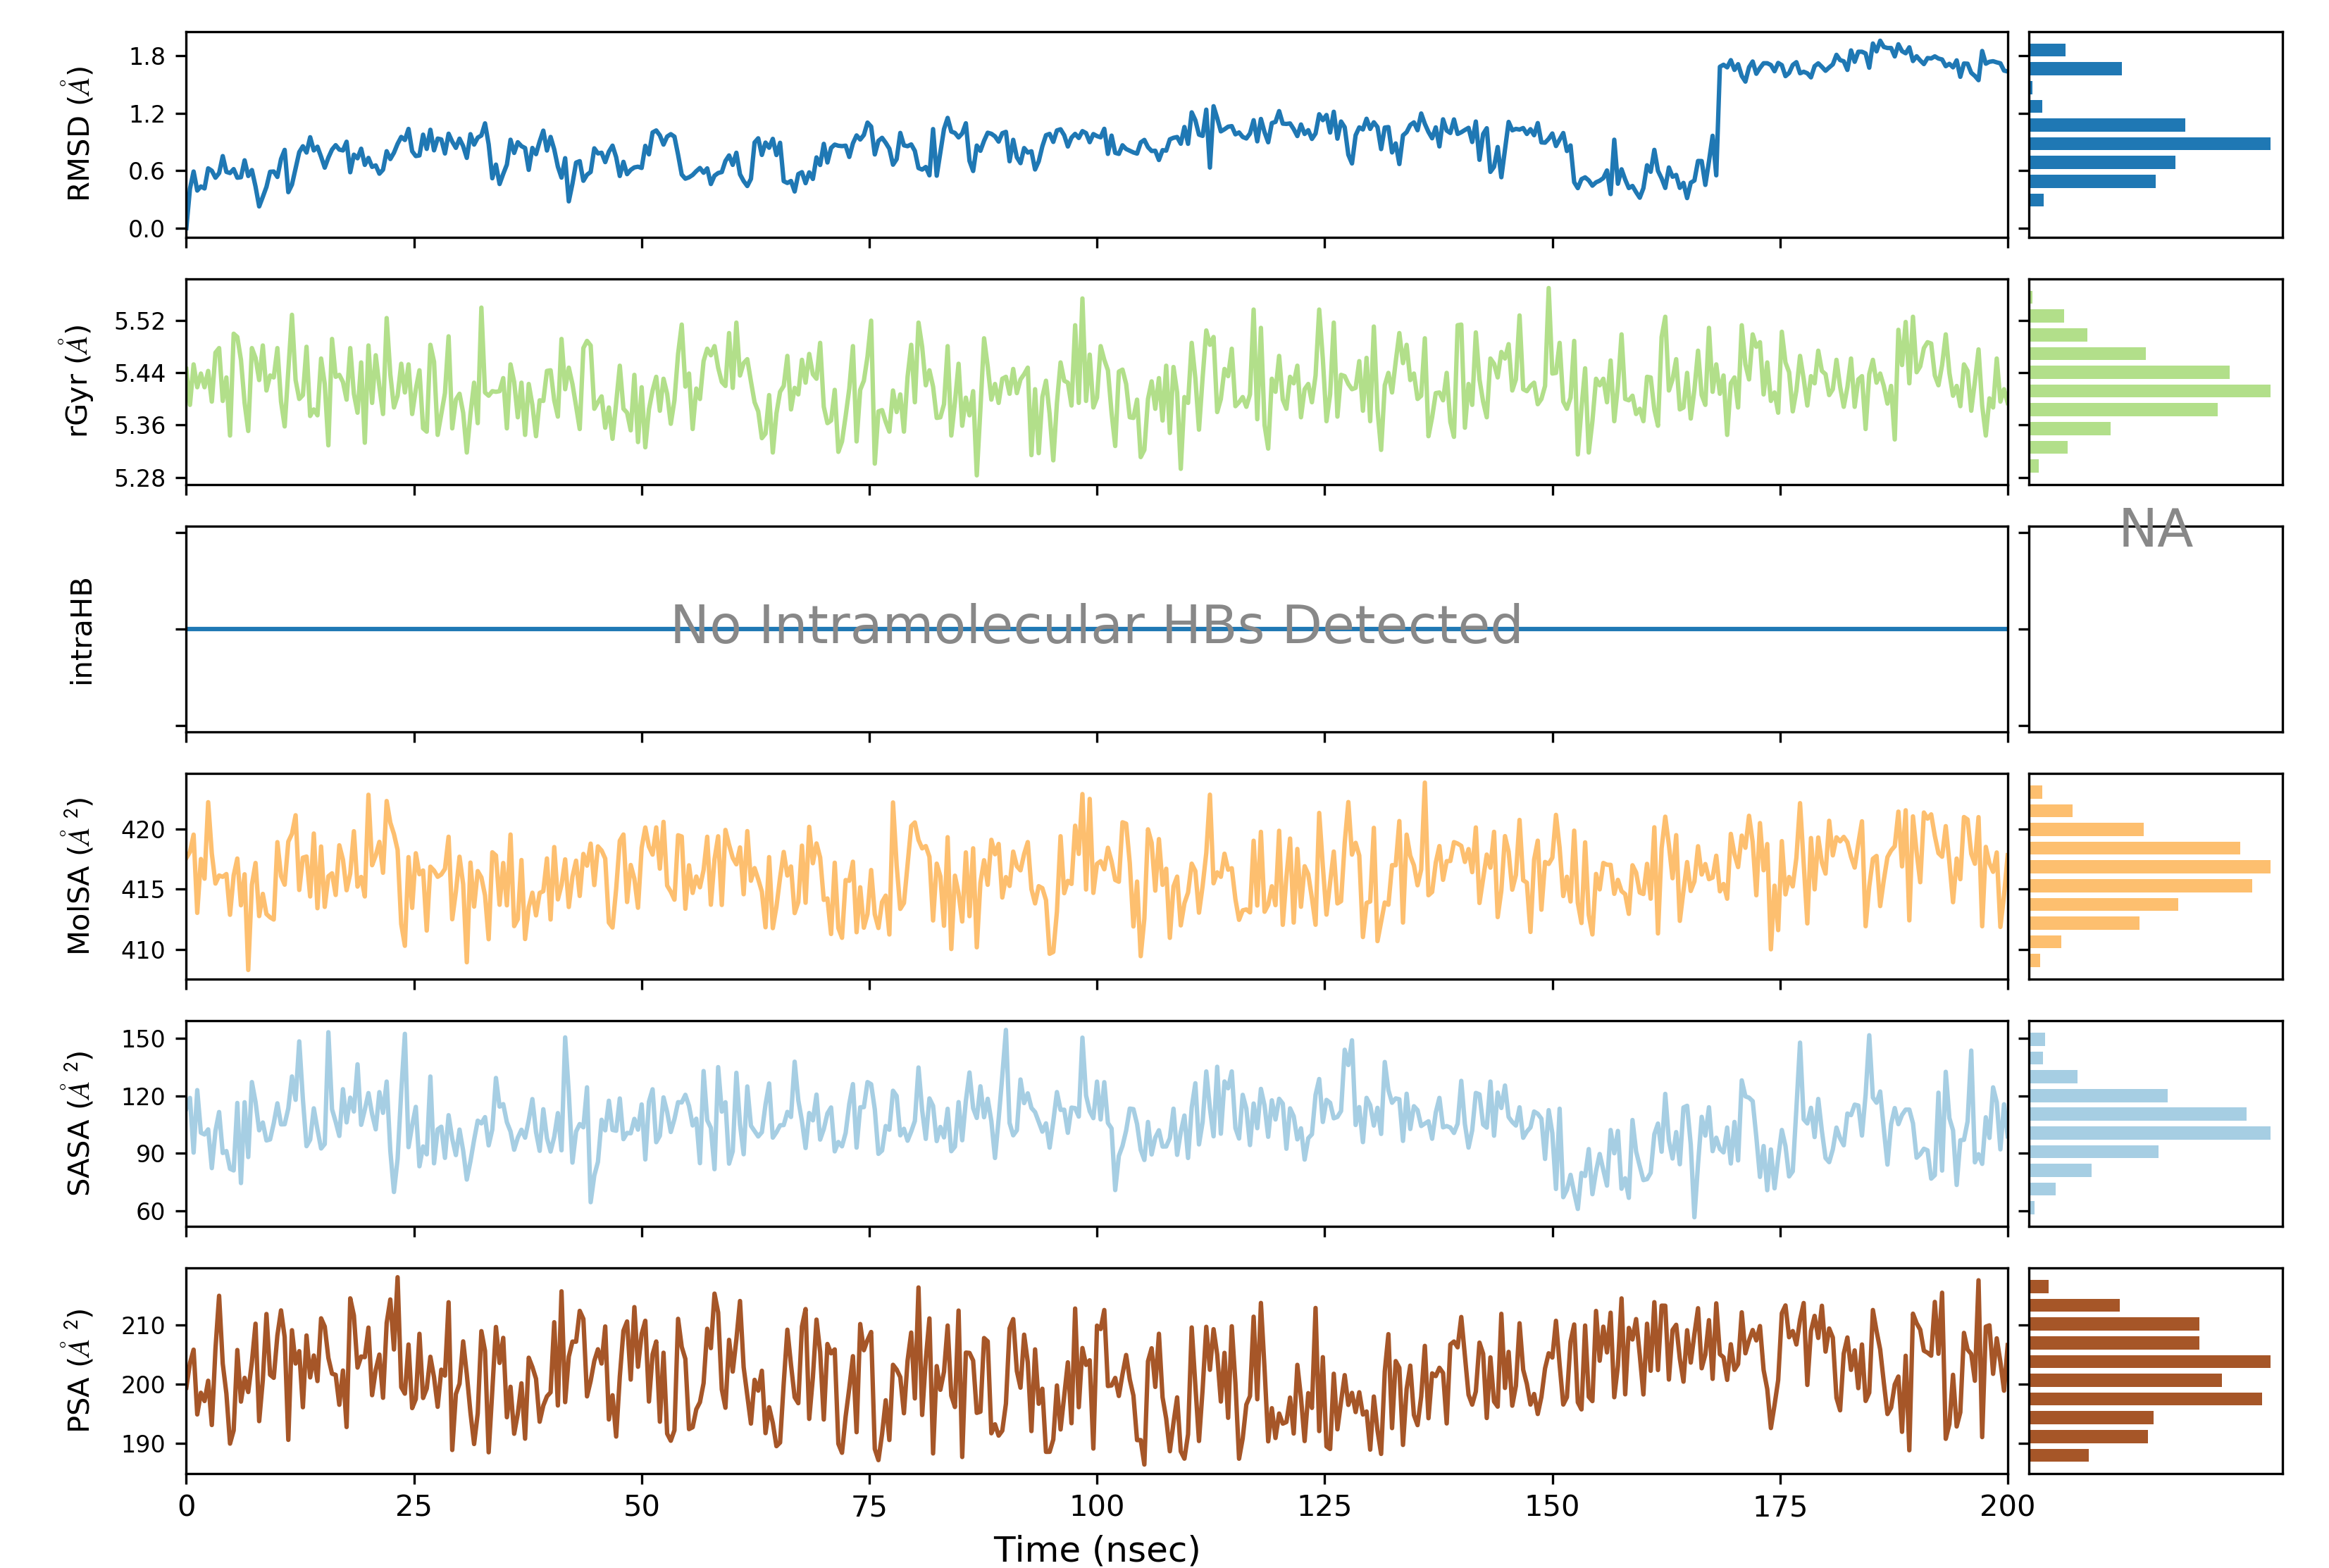 RMSD (Å)
1.8
1.2
0.6
0.0
rGyr (Å)
5.52
5.44
5.36
5.28
intraHB
No Intramolecular HBs Detected
NA
MolSA (Å²)
420
415
410
SASA (Å²)
150
120
90
60
PSA (Å²)
210
200
190
0 25 50 75 100 125 150 175 200
Time (nsec)